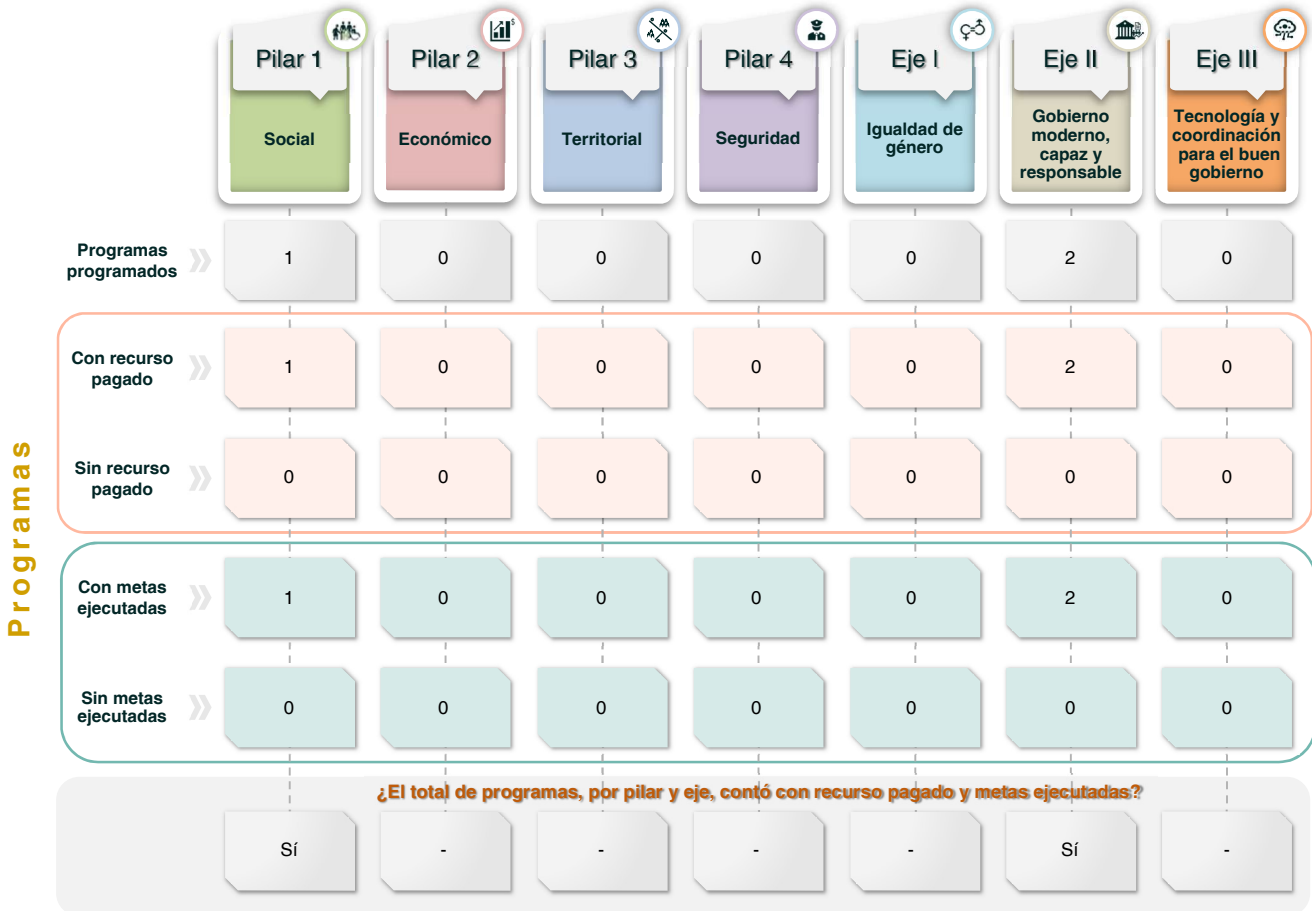 Pilar 1
Pilar 2
Pilar 3
Pilar 4
Eje I
Eje II
Eje III
Social
Económico
Territorial
Seguridad
Igualdad de
género
Gobierno
moderno,
capaz y
responsable
Tecnología y
coordinación
para el buen
gobierno
Programas
Programas
programados
1 0 0 0 0 2 0
Con recurso
pagado
1 0 0 0 0 2 0
Sin recurso
pagado
0 0 0 0 0 0 0
Con metas
ejecutadas
1 0 0 0 0 2 0
Sin metas
ejecutadas
0 0 0 0 0 0 0
¿El total de programas, por pilar y eje, contó con recurso pagado y metas ejecutadas?
Sí - - - - Sí -